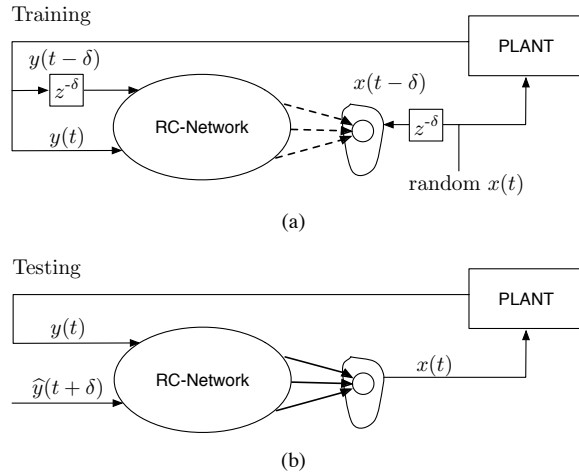 Training
PLANT
y(t − δ)
x(t − δ)
z^{-δ}
RC-Network
z^{-δ}
y(t)
random x(t)
(a)
Testing
PLANT
y(t)
x(t)
RC-Network
ŷ(t + δ)
(b)